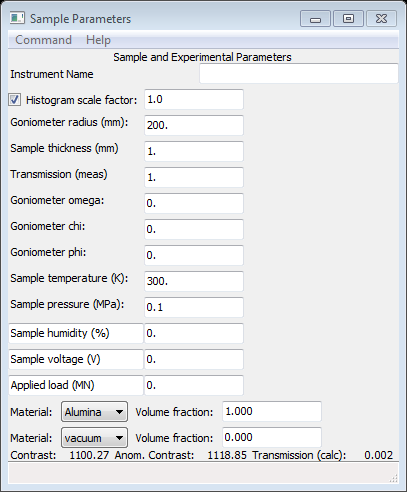 Sample Parameters
Command Help
Sample and Experimental Parameters
Instrument Name
Histogram scale factor: 1.0
Goniometer radius (mm): 200.
Sample thickness (mm) 1.
Transmission (meas) 1.
Goniometer omega: 0.
Goniometer chi: 0.
Goniometer phi: 0.
Sample temperature (K): 300.
Sample pressure (MPa): 0.1
Sample humidity (%) 0.
Sample voltage (V) 0.
Applied load (MN) 0.
Material: Alumina Volume fraction: 1.000
Material: vacuum Volume fraction: 0.000
Contrast: 1100.27 Anom. Contrast: 1118.85 Transmission (calc): 0.002